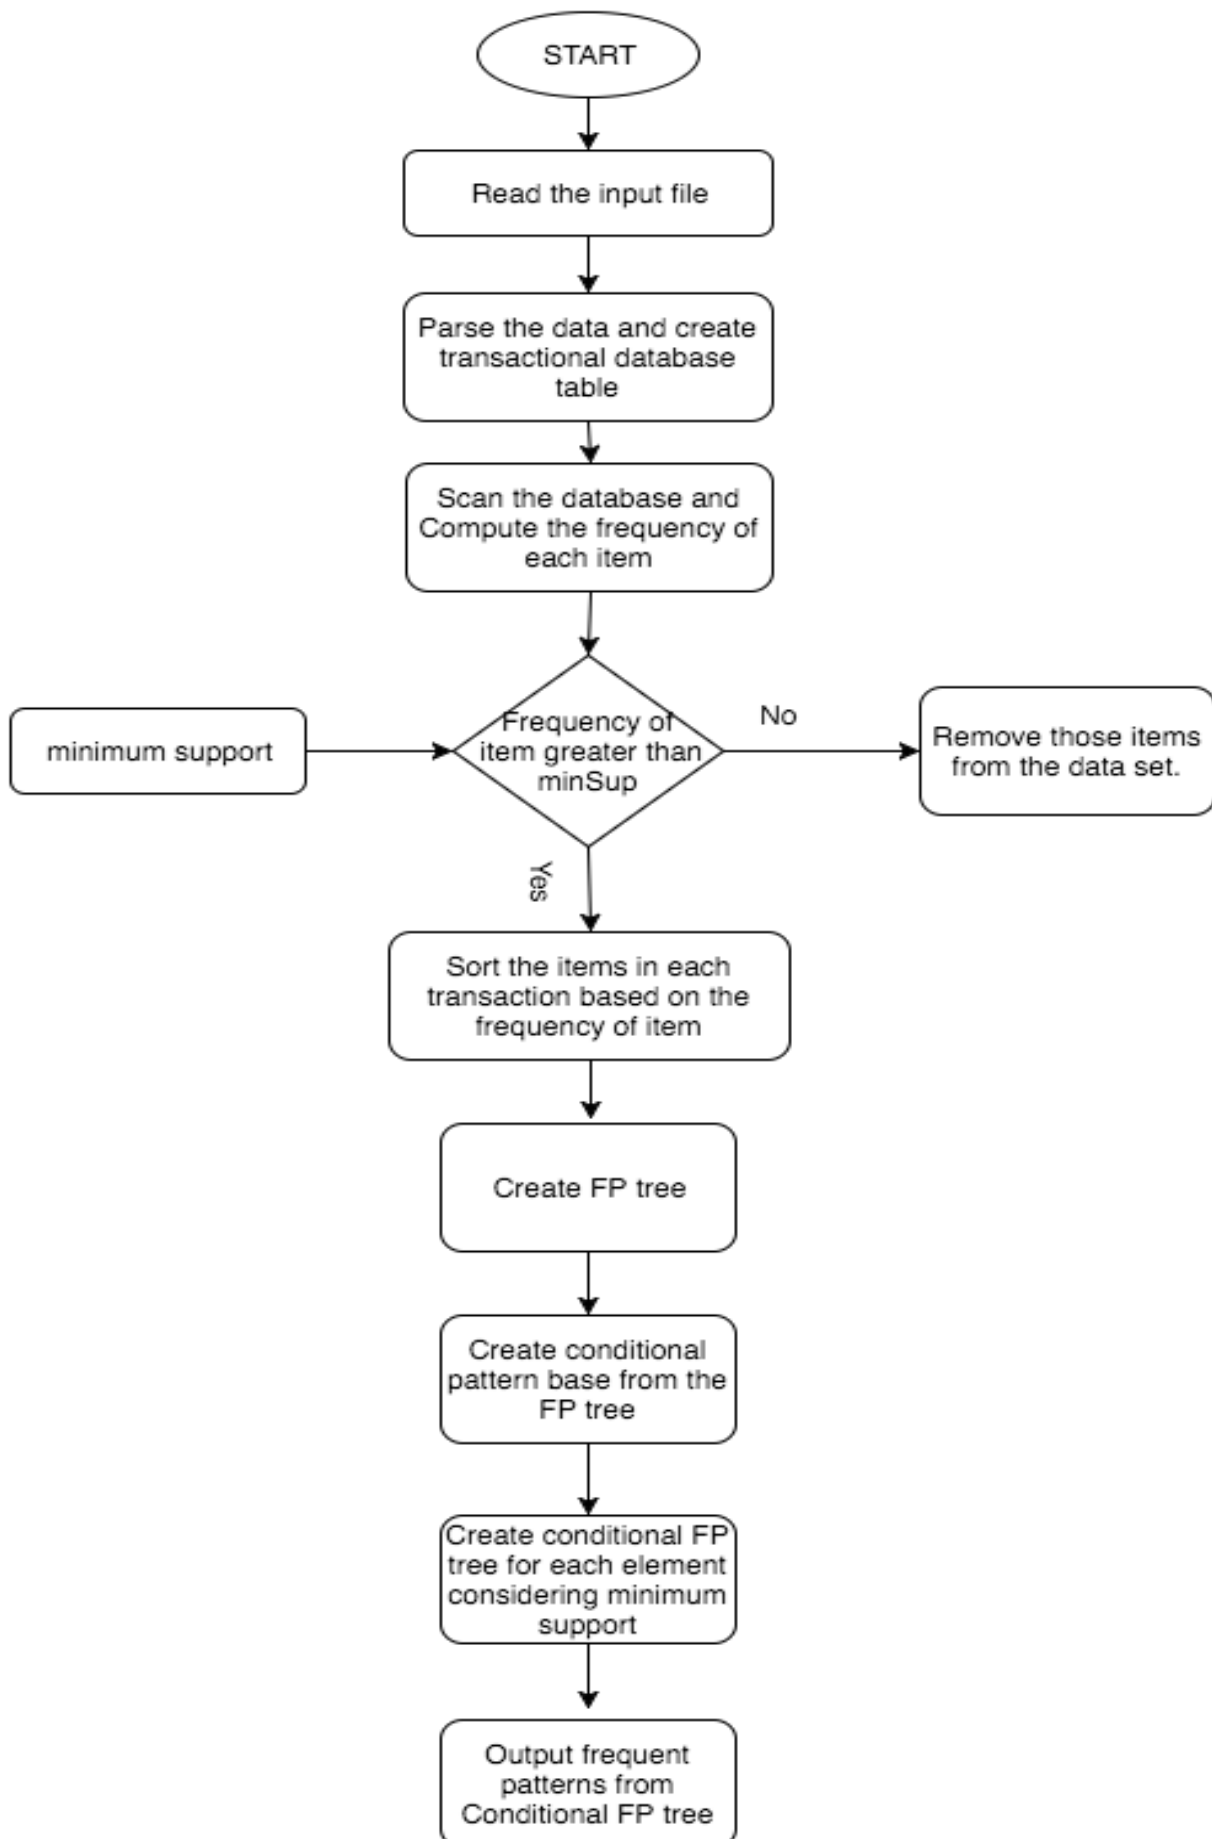 START
Read the input file
Parse the data and create
transactional database
table
Scan the database and
Compute the frequency of
each item
minimum support
Frequency of
item greater than
minSup
No
Remove those items
from the data set.
Yes
Sort the items in each
transaction based on the
frequency of item
Create FP tree
Create conditional
pattern base from the
FP tree
Create conditional FP
tree for each element
considering minimum
support
Output frequent
patterns from
Conditional FP tree